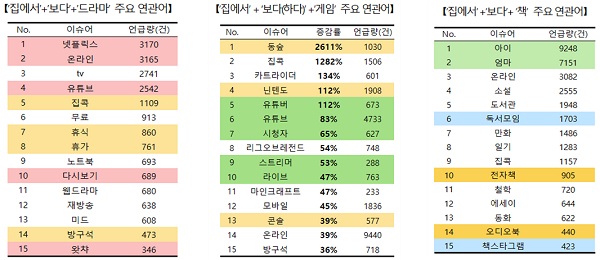 【'집에서'+'보다'+'드라마' 주요 연관어】
No. 이슈어 언급량(건)
1 넷플릭스 3170
2 온라인 3165
3 tv 2741
4 유튜브 2542
5 집콕 1109
6 무료 913
7 휴식 860
8 휴가 761
9 노트북 693
10 다시보기 689
11 웹드라마 680
12 재방송 638
13 미드 608
14 방구석 473
15 왓챠 346
【'집에서' + '보다(하다)' +'게임' 주요 연관어】
No. 이슈어 증감률 언급량(건)
1 동숲 2611% 1030
2 집콕 1282% 1506
3 카트라이더 134% 601
4 닌텐도 112% 1908
5 유튜버 112% 673
6 유튜브 83% 4733
7 시청자 65% 627
8 리그오브레전드 54% 748
9 스트리머 53% 288
10 라이브 47% 763
11 마인크래프트 47% 233
12 모바일 45% 1836
13 콘솔 39% 577
14 온라인 39% 9440
15 방구석 36% 718
【'집에서'+'보다'+ '책' 주요 연관어】
No. 이슈어 언급량(건)
1 아이 9248
2 엄마 7151
3 온라인 3082
4 소설 2555
5 도서관 1948
6 독서모임 1703
7 만화 1486
8 일기 1283
9 집콕 1157
10 전자책 905
11 철학 720
12 에세이 644
13 동화 622
14 오디오북 440
15 책스타그램 423